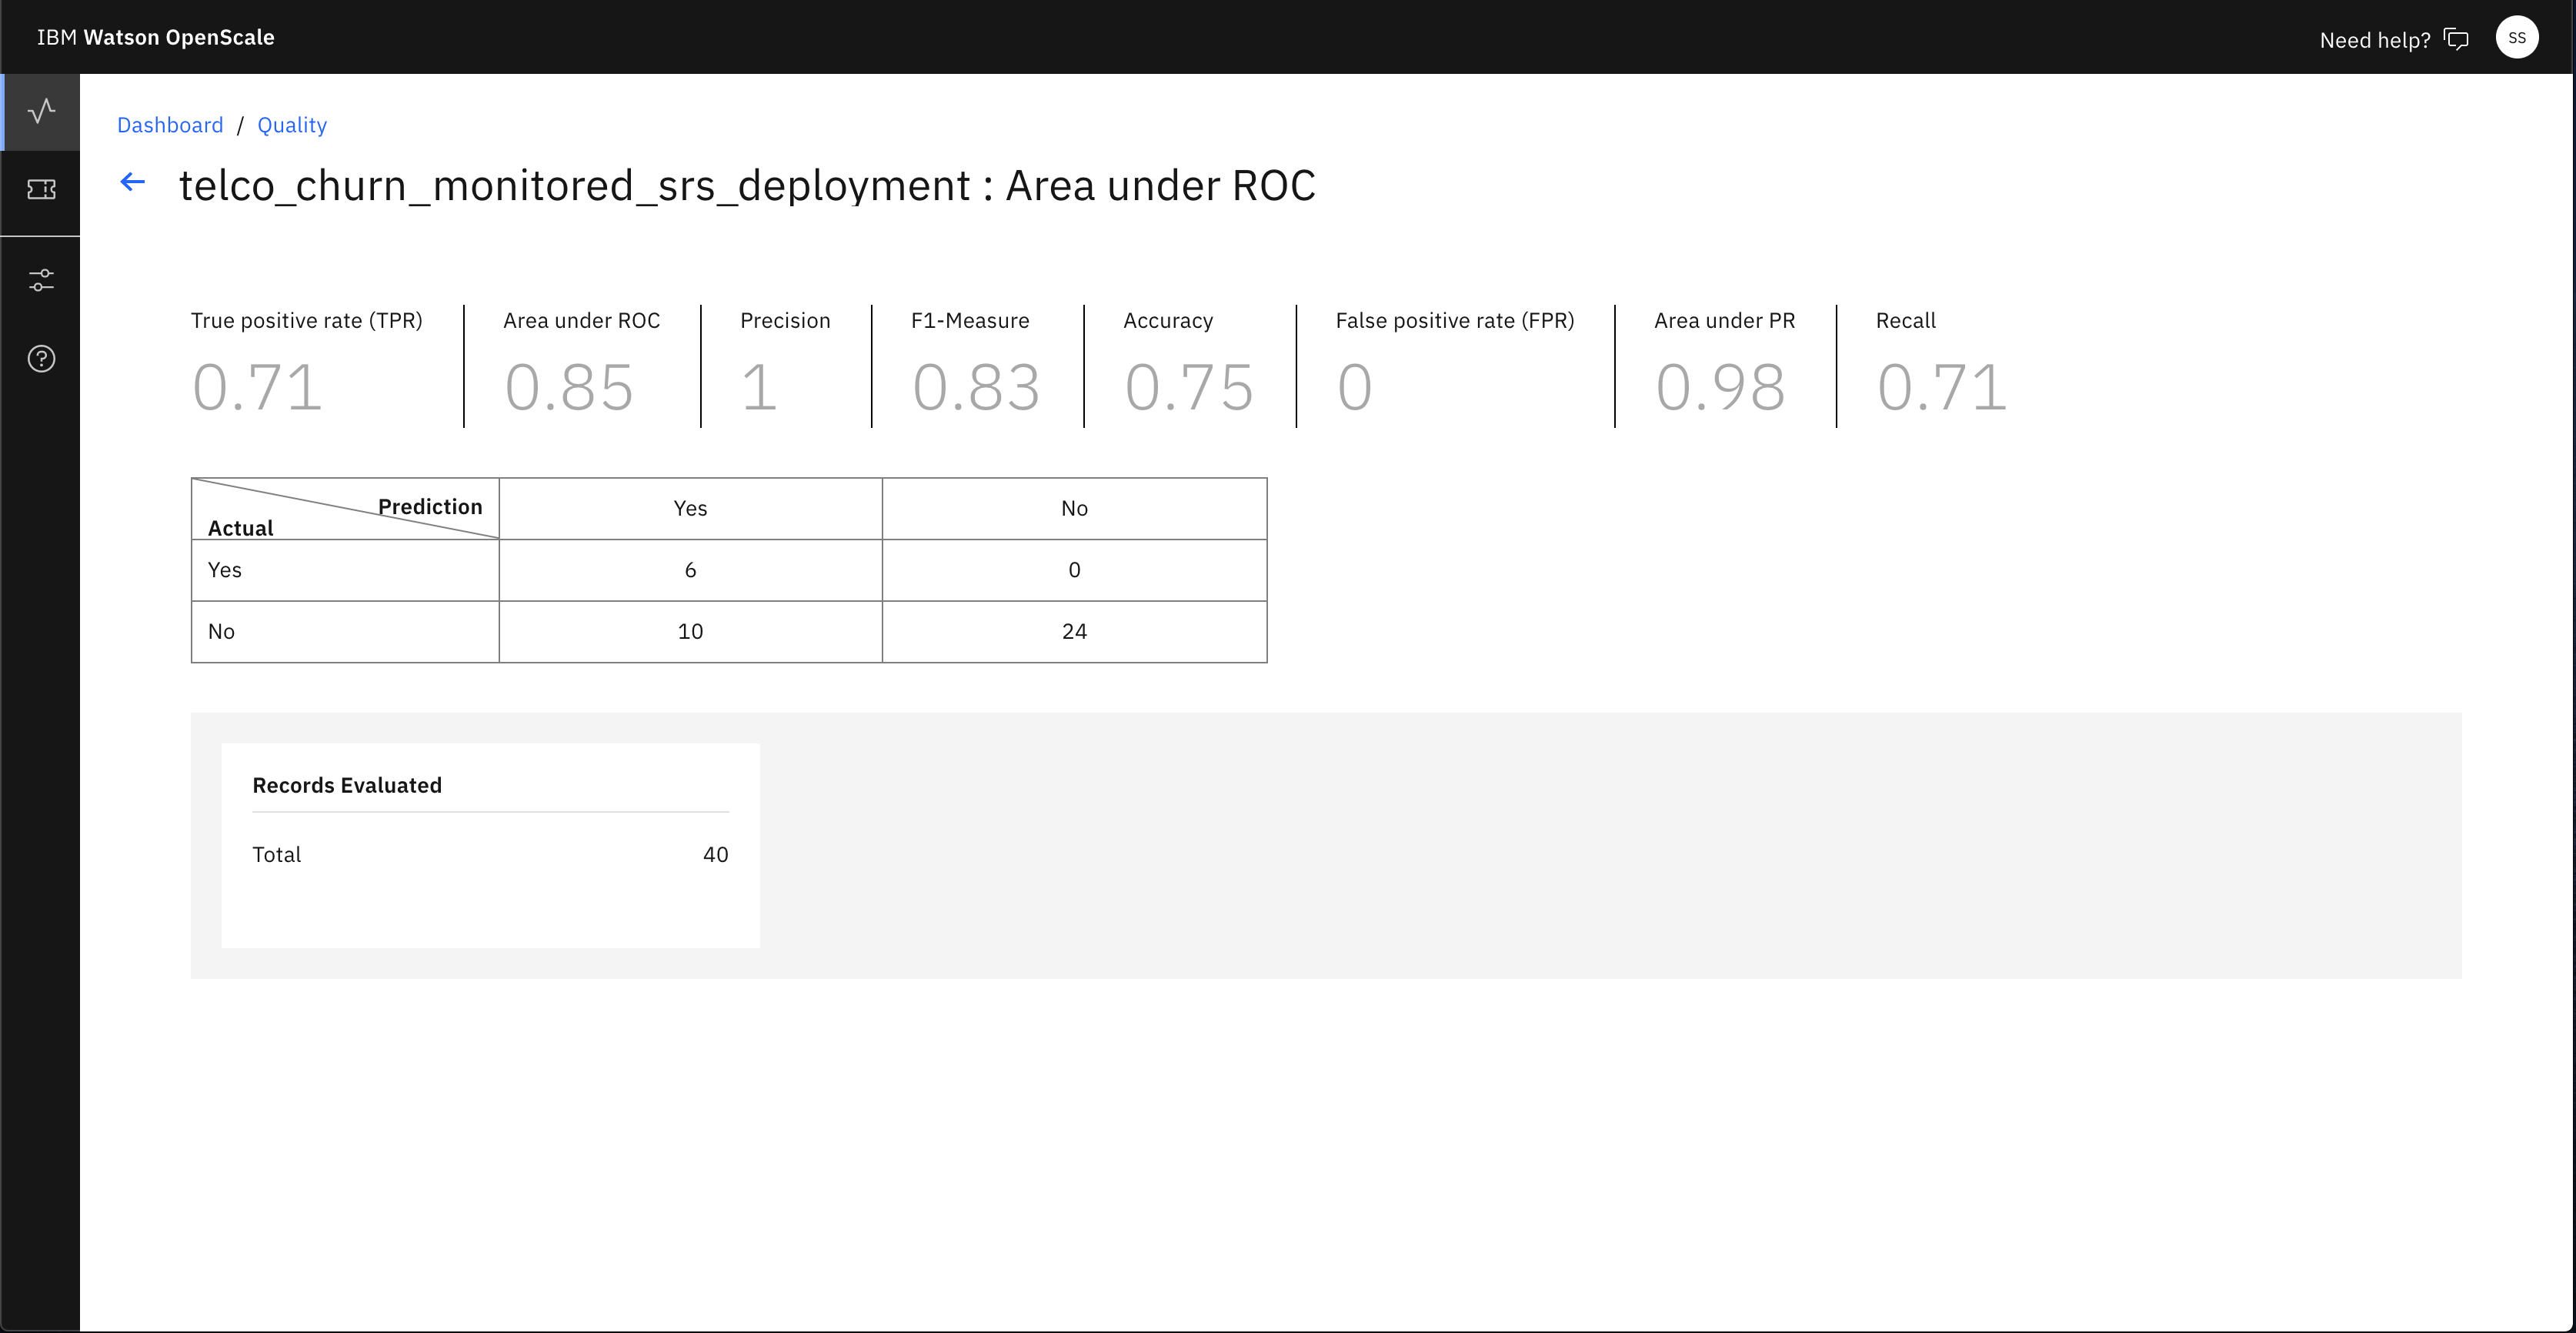 IBM Watson OpenScale
Need help?
SS
Dashboard / Quality
telco_churn_monitored_srs_deployment : Area under ROC
True positive rate (TPR)
0.71
Area under ROC
0.85
Precision
1
F1-Measure
0.83
Accuracy
0.75
False positive rate (FPR)
0
Area under PR
0.98
Recall
0.71
Prediction
Actual
Yes
No
Yes 6 0
No 10 24
Records Evaluated
Total 40